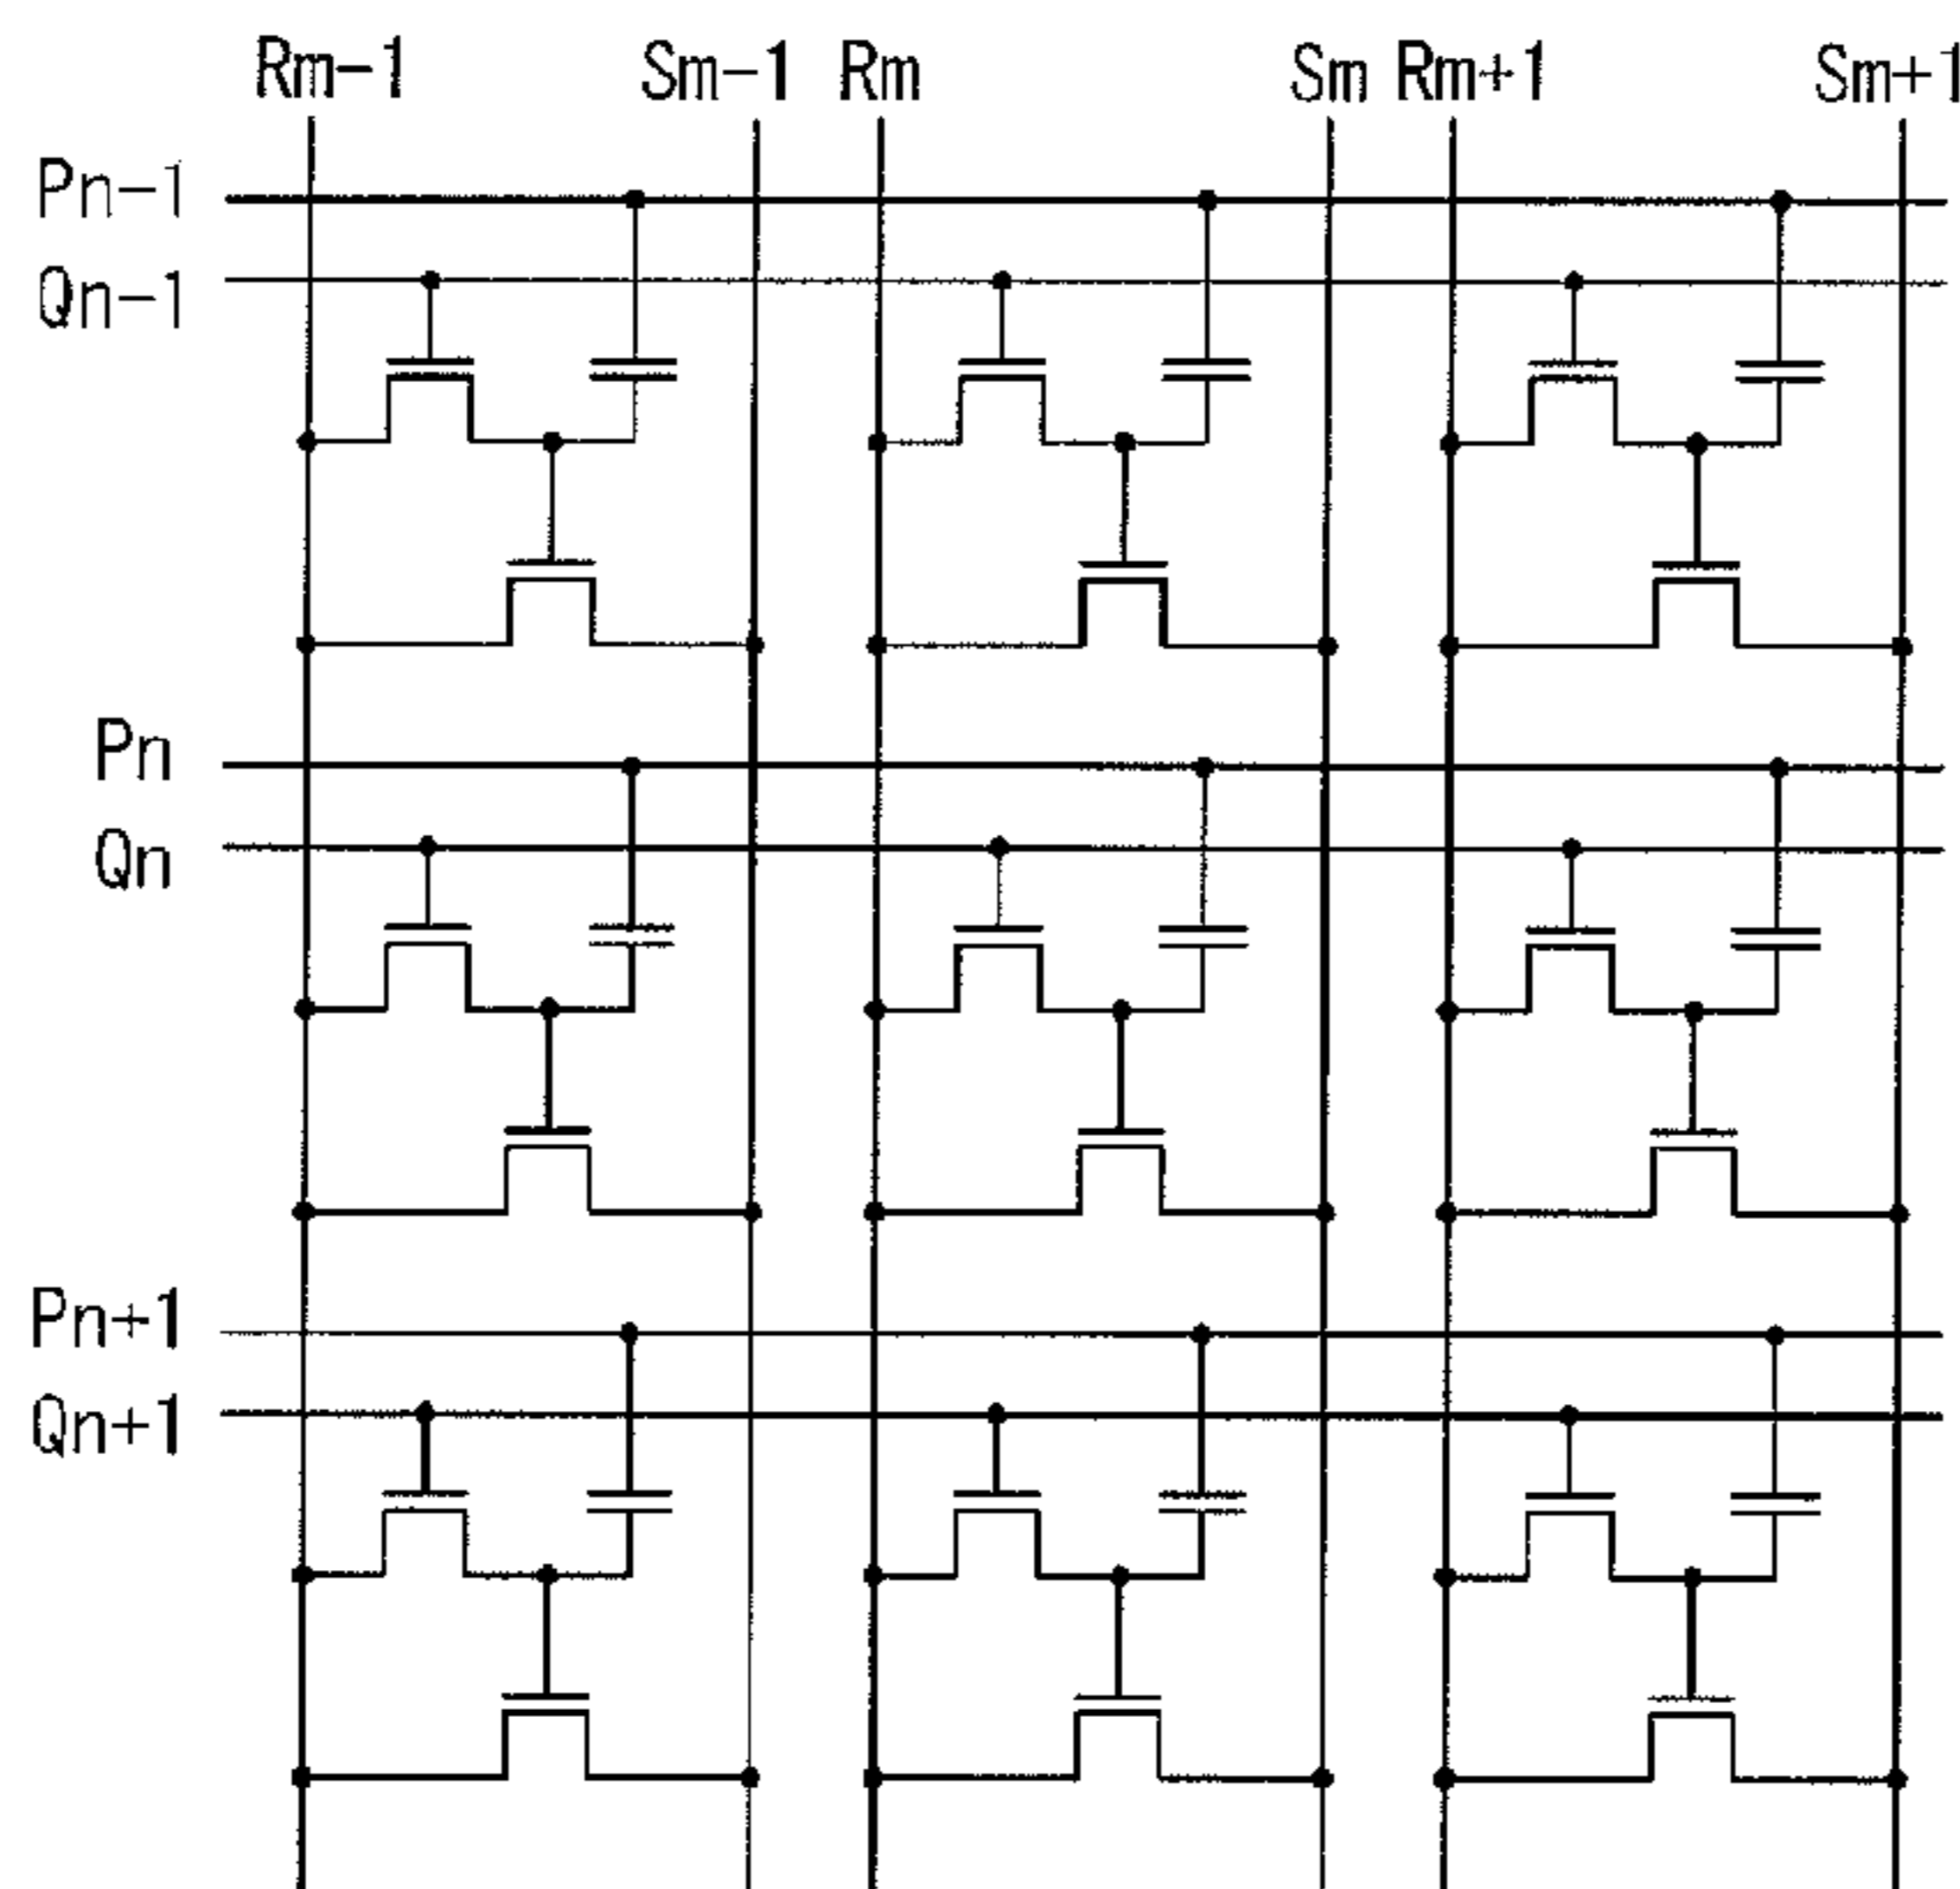 Rm-1 Sm-1 Rm Sm Rm+1 Sm+1
Pn-1
Qn-1
Pn
Qn
Pn+1
Qn+1